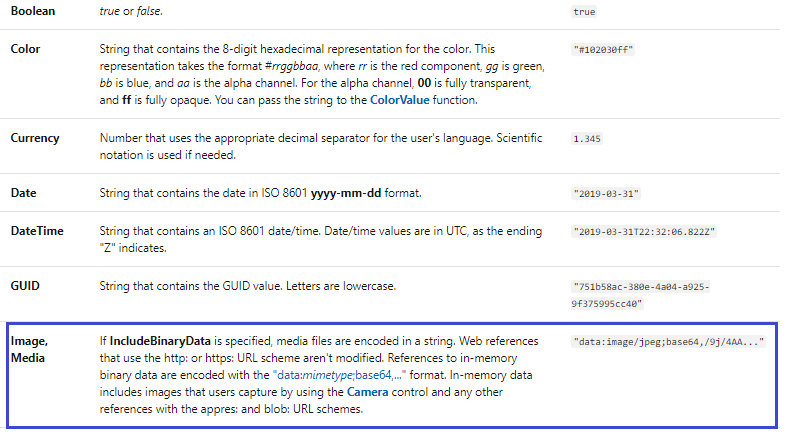 Boolean true or false. true
Color String that contains the 8-digit hexadecimal representation for the color. This "#102030ff"
representation takes the format #rrggbbaa, where rr is the red component, gg is green,
bb is blue, and aa is the alpha channel. For the alpha channel, 00 is fully transparent,
and ff is fully opaque. You can pass the string to the ColorValue function.
Currency Number that uses the appropriate decimal separator for the user's language. Scientific 1.345
notation is used if needed.
Date String that contains the date in ISO 8601 yyyy-mm-dd format. "2019-03-31"
DateTime String that contains an ISO 8601 date/time. Date/time values are in UTC, as the ending "2019-03-31T22:32:06.822Z"
"Z" indicates.
GUID String that contains the GUID value. Letters are lowercase. "751b58ac-380e-4a04-a925-
9f375995cc40"
Image, If IncludeBinaryData is specified, media files are encoded in a string. Web references "data:image/jpeg;base64,/9j/4AA..."
Media that use the http: or https: URL scheme aren't modified. References to in-memory
binary data are encoded with the "data:mimetype;base64,..." format. In-memory data
includes images that users capture by using the Camera control and any other
references with the appres: and blob: URL schemes.